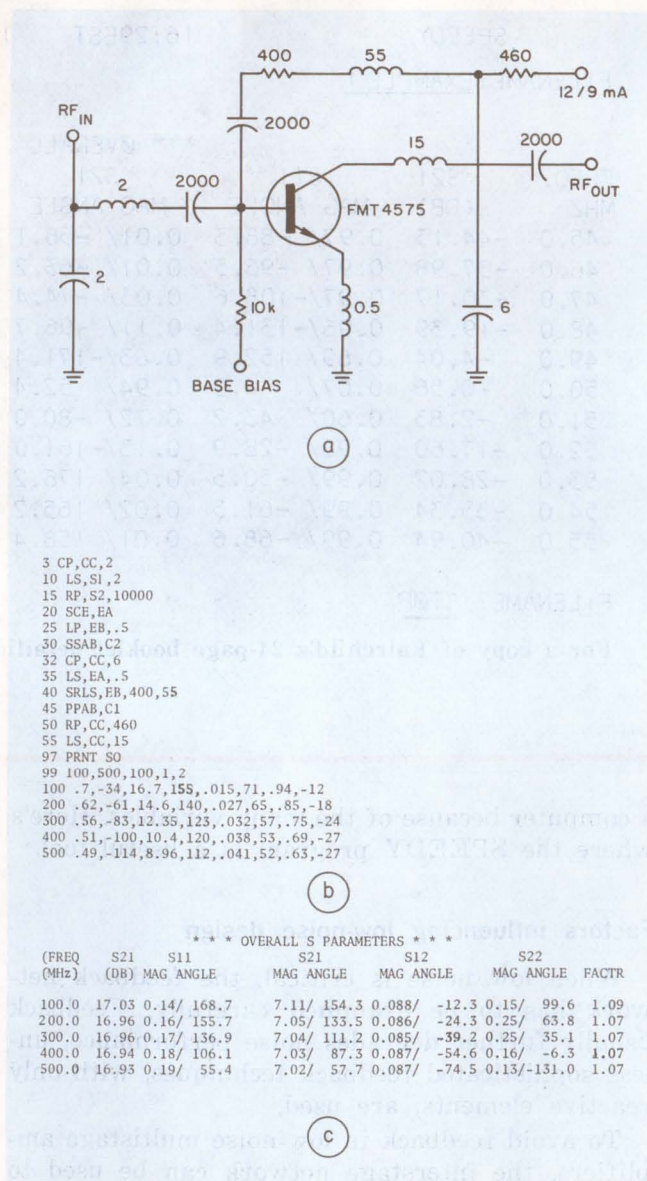 400
55
460
12/9 mA
2000
RF IN
15
2000
RF OUT
2
2000
FMT4575
2
10k
0.5
6
BASE BIAS
a
3 CP,CC,2
10 LS,S1,2
15 RP,S2,10000
20 SCE,EA
25 LP,EB,.5
30 SSAB,C2
32 CP,CC,6
35 LS,EA,.5
40 SRLS,EB,400,55
45 PPAB,C1
50 RP,CC,460
55 LS,CC,15
97 PRNT SO
99 100,500,100,1,2
100 .7,-34,16.7,155,.015,71,.94,-12
200 .62,-61,14.6,140,.027,65,.85,-18
300 .56,-83,12.35,125,.032,57,.75,-24
400 .51,-100,10.4,120,.038,53,.69,-27
500 .49,-114,8.96,112,.041,52,.63,-27
b
* * * OVERALL S PARAMETERS * * *
(FREQ S21 S11 S21 S12 S22
(MHz) (DB) MAG ANGLE MAG ANGLE MAG ANGLE MAG ANGLE FACTR
100.0 17.03 0.14/ 168.7 7.11/ 154.3 0.088/ -12.3 0.15/ 99.6 1.09
200.0 16.96 0.16/ 155.7 7.05/ 133.5 0.086/ -24.3 0.25/ 63.8 1.07
300.0 16.96 0.17/ 136.9 7.04/ 111.2 0.086/ -39.2 0.25/ 35.1 1.07
400.0 16.94 0.18/ 106.1 7.03/ 87.3 0.087/ -54.6 0.16/ -6.3 1.07
500.0 16.93 0.19/ 55.4 7.02/ 57.7 0.087/ -74.5 0.13/-131.0 1.07
c